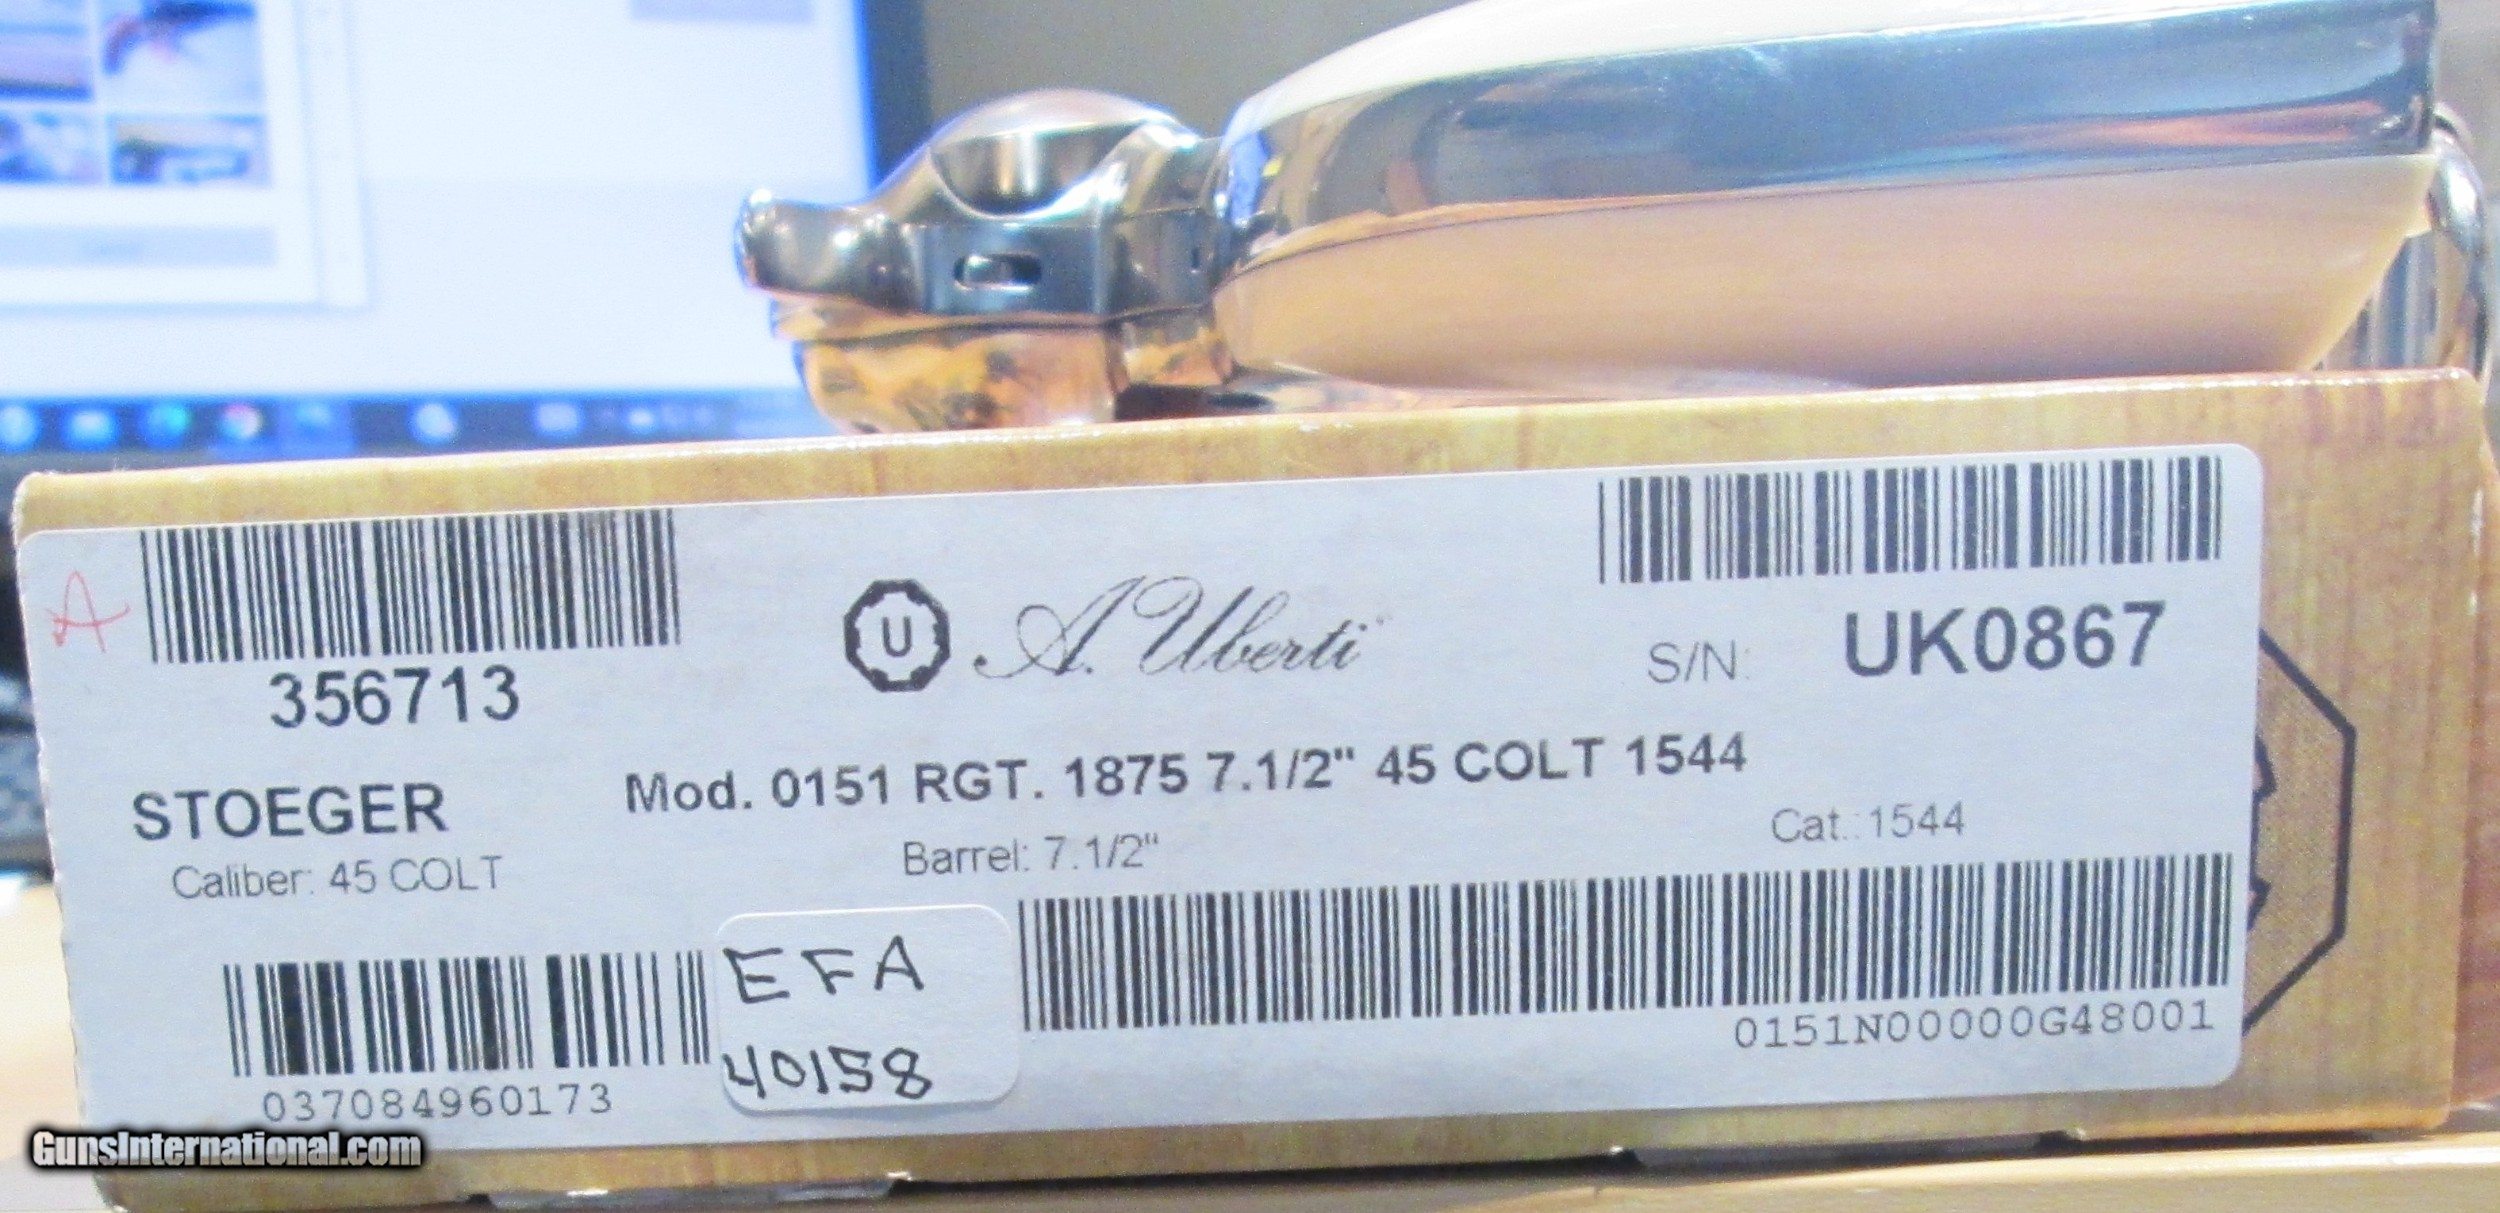 A
356713
U A. Uberti
S/N: UK0867
STOEGER
Mod. 0151 RGT. 1875 7.1/2" 45 COLT 1544
Caliber: 45 COLT
Barrel: 7.1/2"
Cat.: 1544
EFA
40158
037084960173
0151N00000G48001
GunsInternational.com